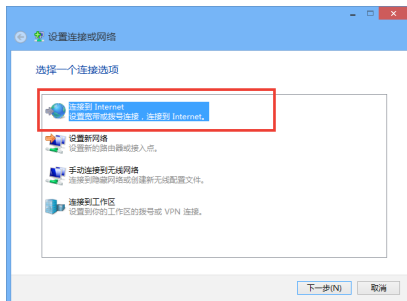 设置连接或网络
选择一个连接选项
连接到 Internet
设置宽带或拨号连接，连接到 Internet。
设置新网络
设置新的路由器或接入点。
手动连接到无线网络
连接到隐藏网络或创建新无线配置文件。
连接到工作区
设置到你的工作区的拨号或 VPN 连接。
下一步(N)
取消